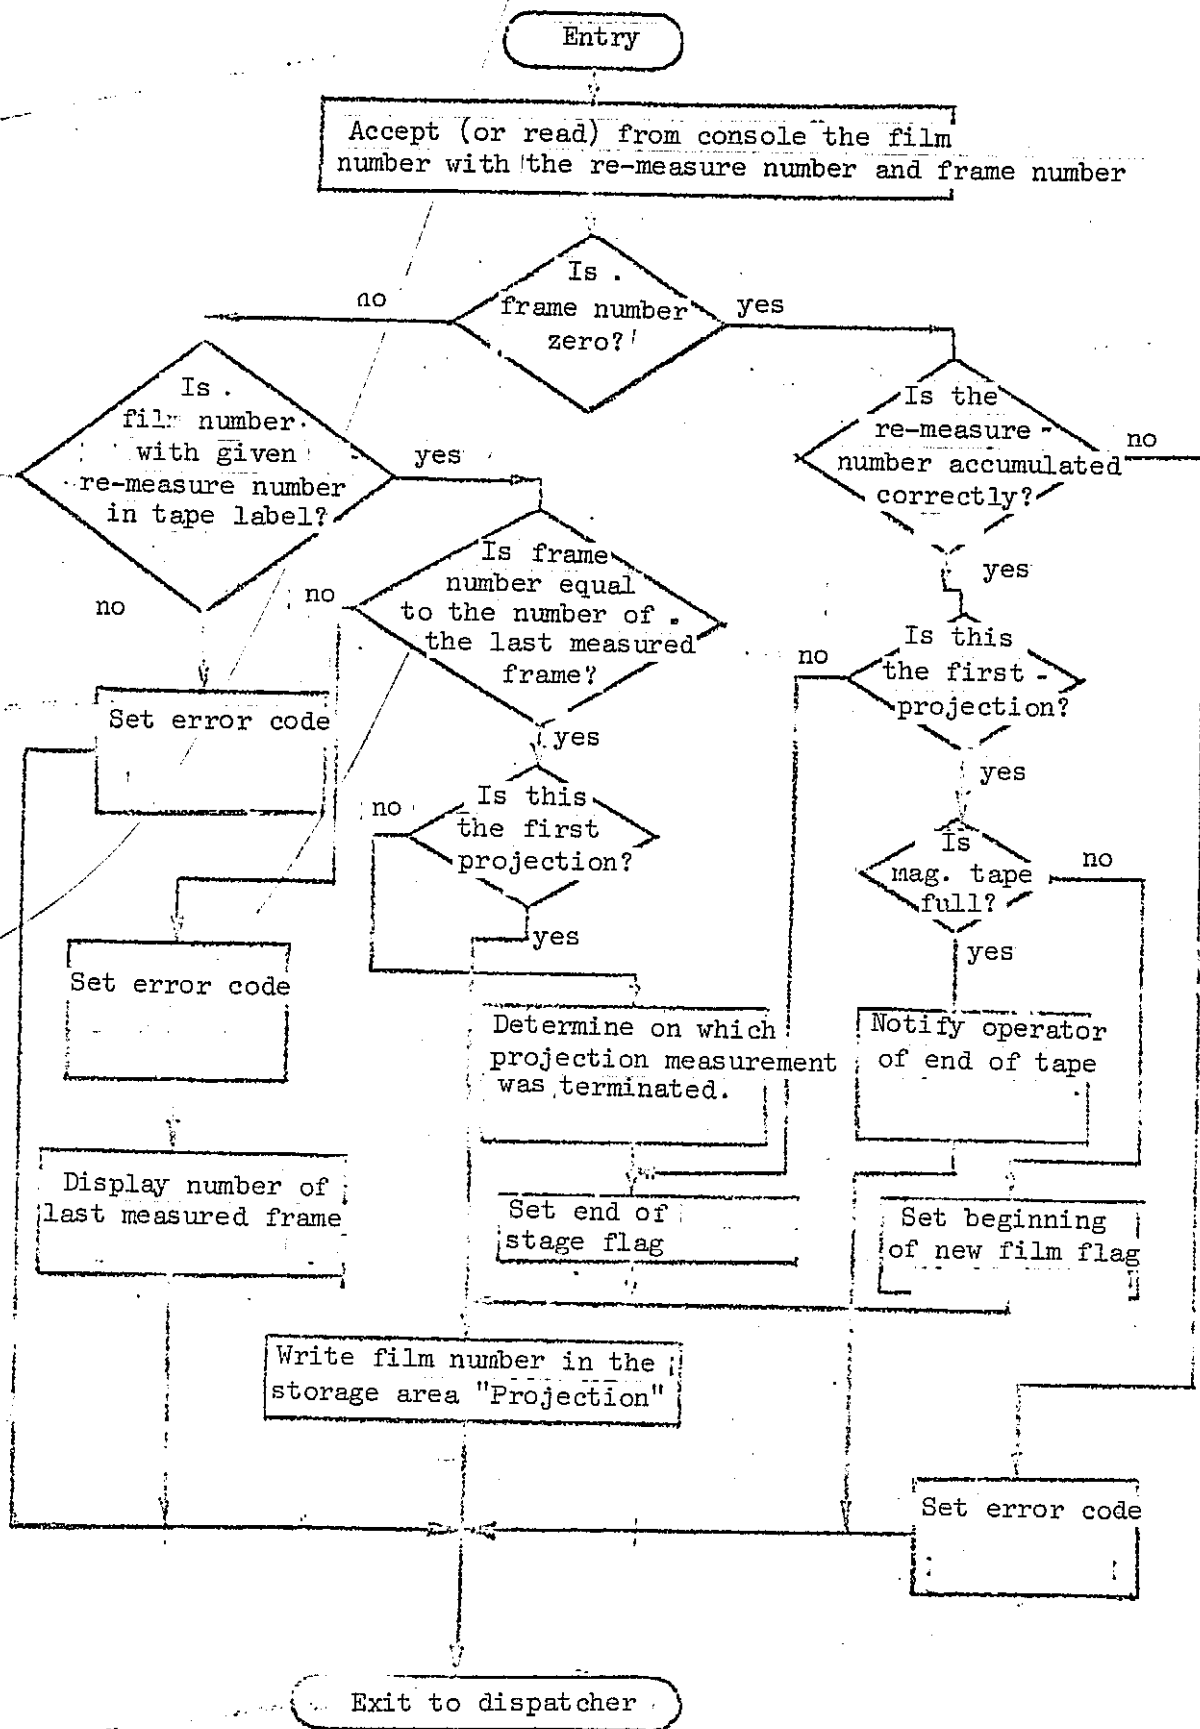 Entry
Accept (or read) from console the film
number with the re-measure number and frame number
Is
frame number
zero?
no
yes
Is
film number
with given
re-measure number
in tape label?
yes
no
Is the
re-measure
number accumulated
correctly?
no
yes
Is frame
number equal
to the number of
the last measured
frame?
no
yes
Is this
the first
projection?
no
yes
Set error code
Is this
the first
projection?
no
yes
Is
mag. tape
full?
no
yes
Set error code
Determine on which
projection measurement
was terminated.
Notify operator
of end of tape
Display number of
last measured frame
Set end of
stage flag
Set beginning
of new film flag
Write film number in the
storage area "Projection"
Set error code
Exit to dispatcher